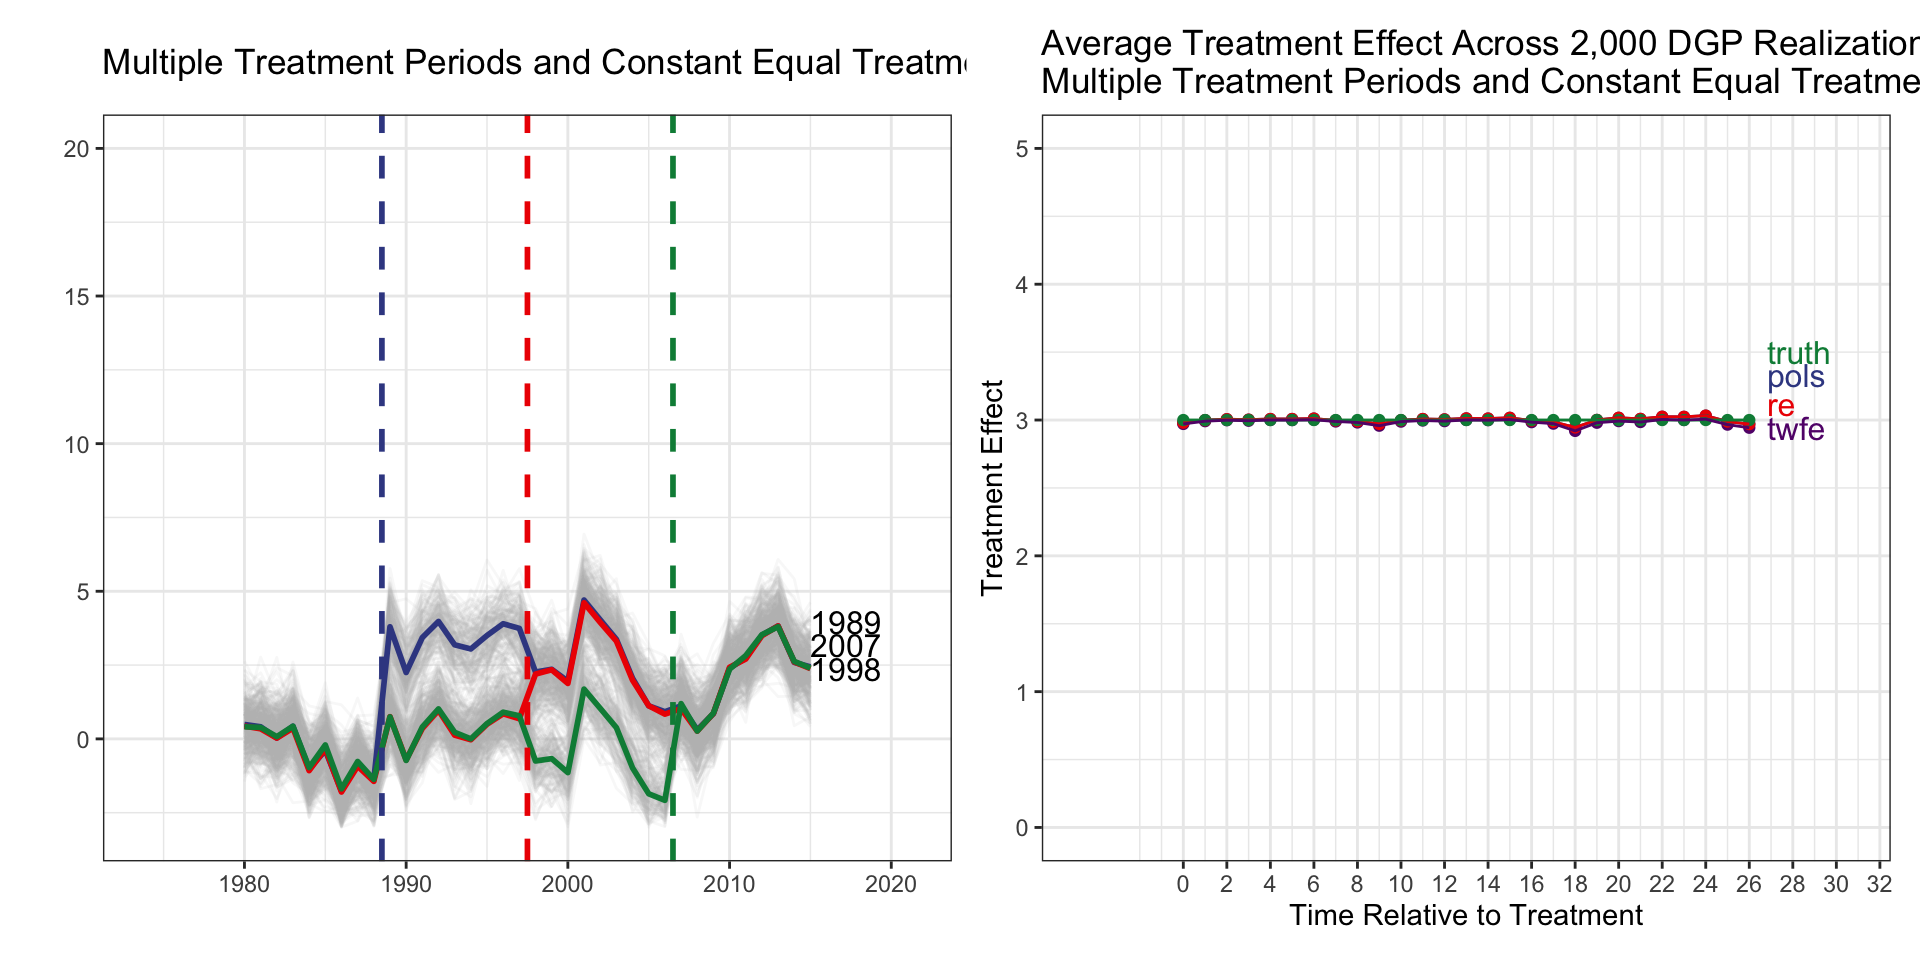 Multiple Treatment Periods and Constant Equal Treatm
20
15
10
5
0
1980 1990 2000 2010 2020
1989
2007
1998
Average Treatment Effect Across 2,000 DGP Realization
Multiple Treatment Periods and Constant Equal Treatme
Treatment Effect
5
4
3
2
1
0
truth
pols
re
twfe
0 2 4 6 8 10 12 14 16 18 20 22 24 26 28 30 32
Time Relative to Treatment